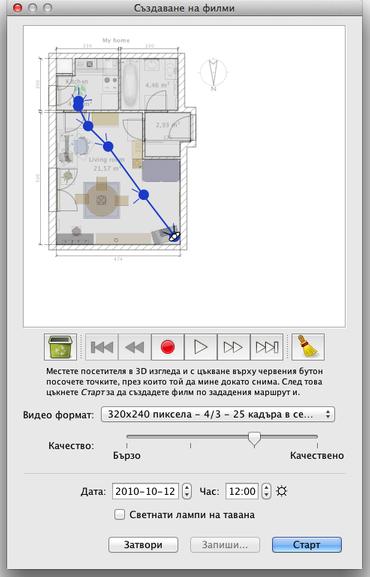 Създаване на филми
My home
Kitchen
4,46 m²
2,93 m²
Living room
21,57 m²
N
474
Местете посетителя в 3D изгледа и с цъкване върху червения бутон
посочете точките, през които той да мине докато снима. След това
цъкнете Старт за да създадете филм по зададения маршрут и.
Видео формат: 320x240 пиксела – 4/3 – 25 кадъра в се...
Качество:
Бързо Качествено
Дата: 2010-10-12 Час: 12:00
Светнати лампи на тавана
Затвори Запиши... Старт